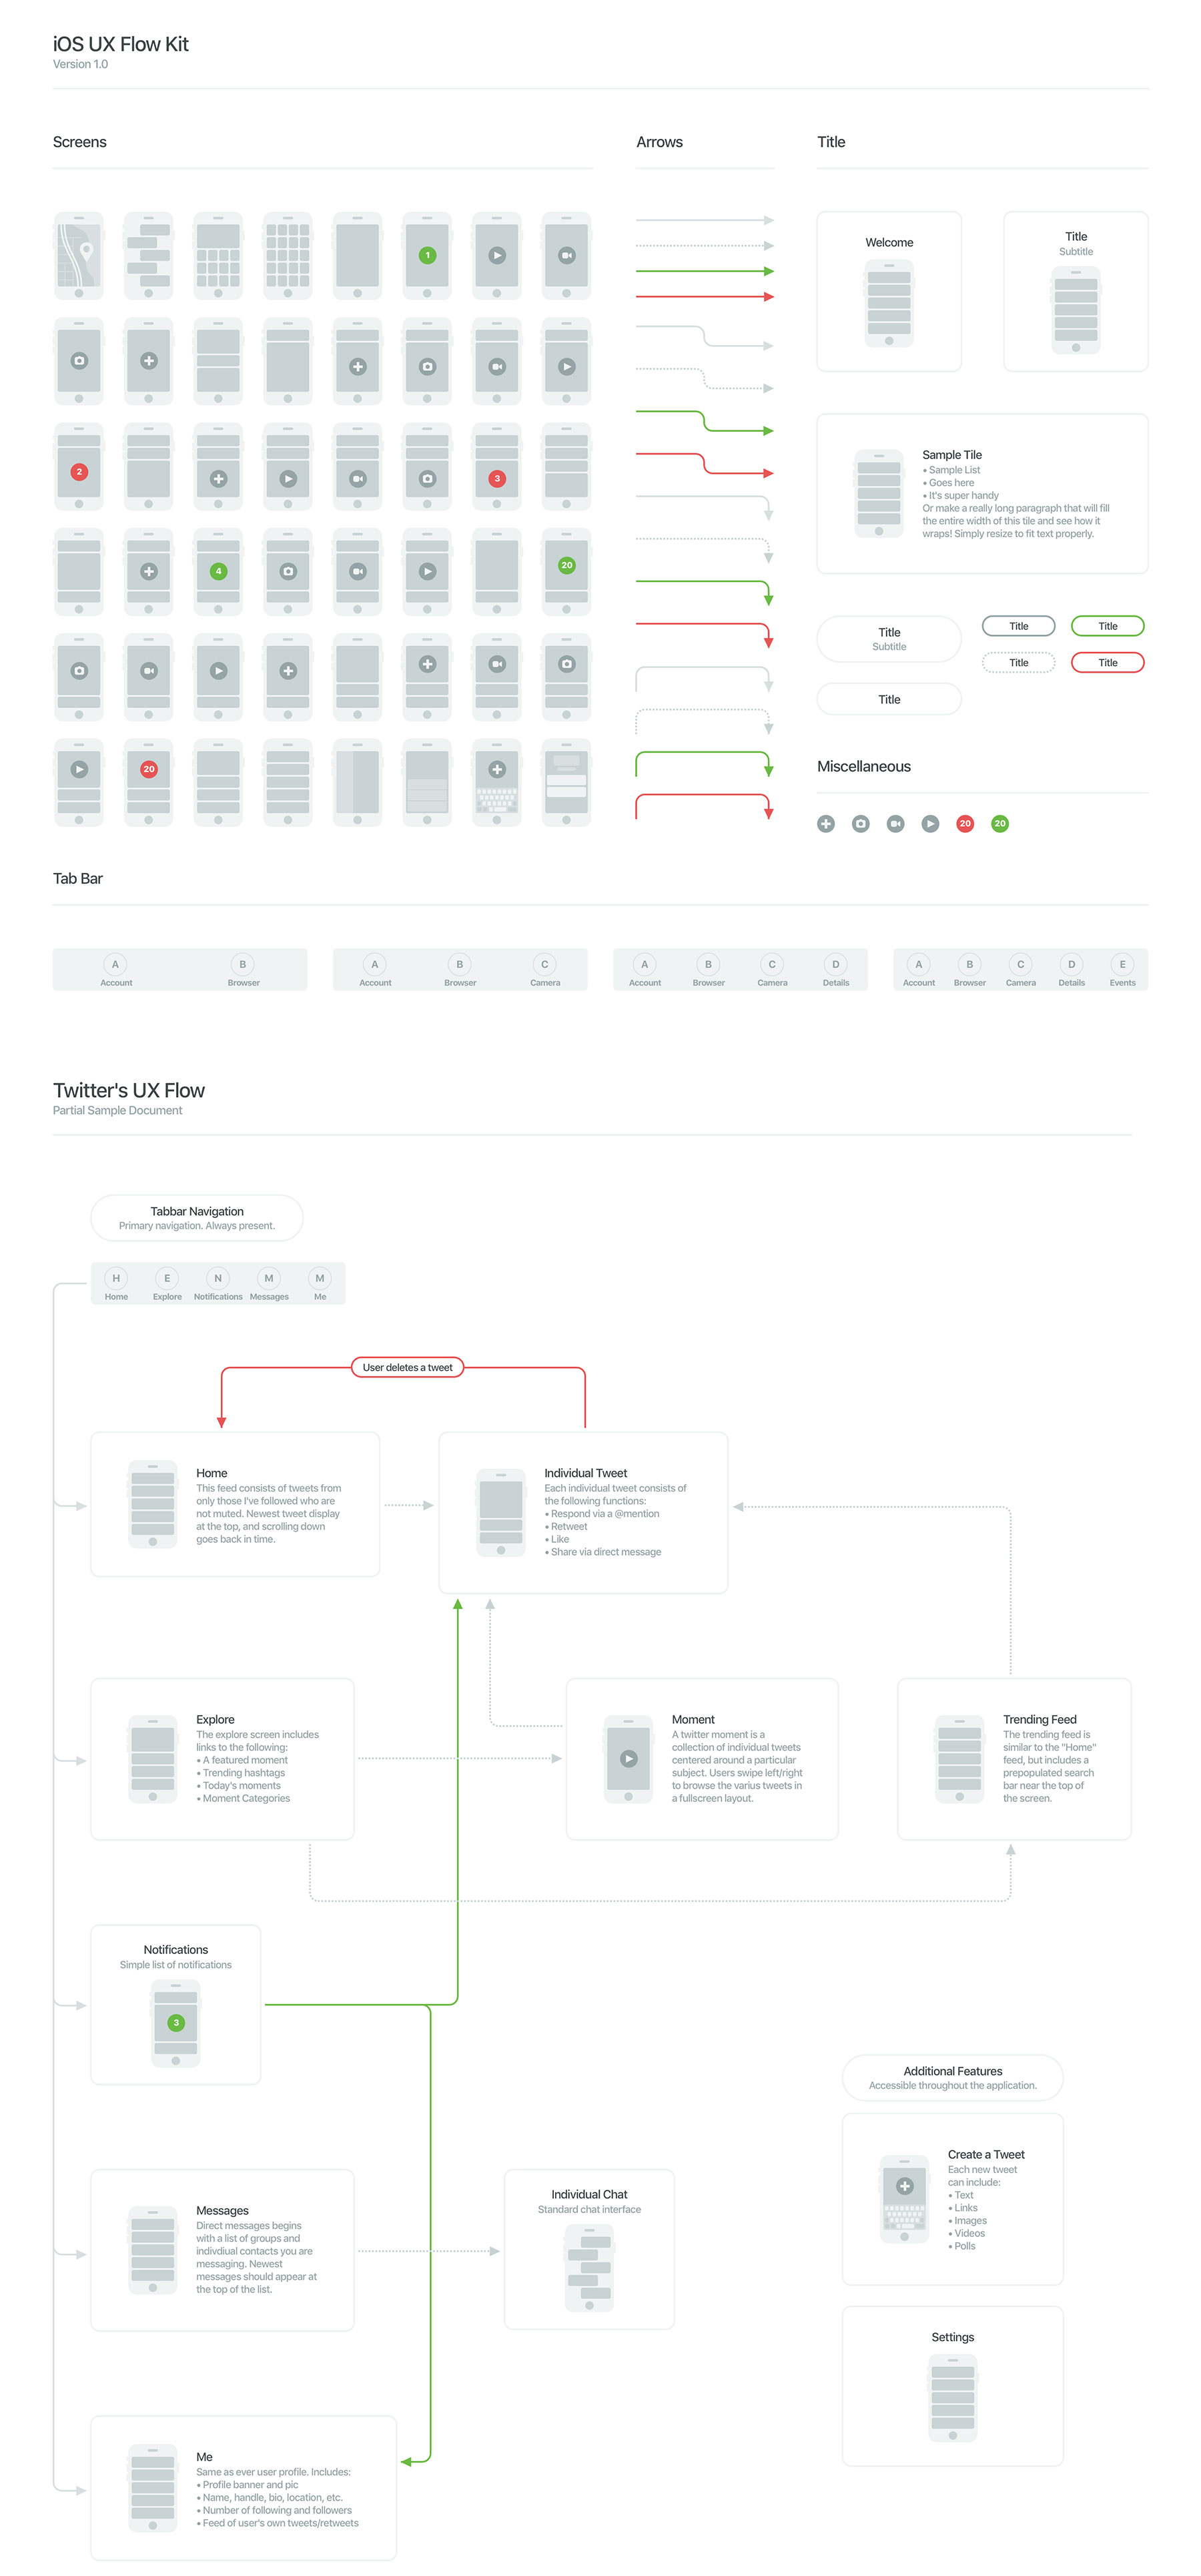 iOS UX Flow Kit
Version 1.0
Screens
Arrows
Title
1
2
3
4
20
20
Welcome
Title
Subtitle
Sample Tile
• Sample List
• Goes here
• It's super handy
Or make a really long paragraph that will fill
the entire width of this tile and see how it
wraps! Simply resize to fit text properly.
Title
Subtitle
Title
Title
Title
Title
Title
Miscellaneous
20
20
Tab Bar
A
Account
B
Browser
A
Account
B
Browser
C
Camera
A
Account
B
Browser
C
Camera
D
Details
A
Account
B
Browser
C
Camera
D
Details
E
Events
Twitter's UX Flow
Partial Sample Document
Tabbar Navigation
Primary navigation. Always present.
H
Home
E
Explore
N
Notifications
M
Messages
M
Me
User deletes a tweet
Home
This feed consists of tweets from
only those I've followed who are
not muted. Newest tweet display
at the top, and scrolling down
goes back in time.
Individual Tweet
Each individual tweet consists of
the following functions:
• Respond via a @mention
• Retweet
• Like
• Share via direct message
Explore
The explore screen includes
links to the following:
• A featured moment
• Trending hashtags
• Today's moments
• Moment Categories
Moment
A twitter moment is a
collection of individual tweets
centered around a particular
subject. Users swipe left/right
to browse the varius tweets in
a fullscreen layout.
Trending Feed
The trending feed is
similar to the "Home"
feed, but includes a
prepopulated search
bar near the top of
the screen.
Notifications
Simple list of notifications
3
Additional Features
Accessible throughout the application.
Create a Tweet
Each new tweet
can include:
• Text
• Links
• Images
• Videos
• Polls
Messages
Direct messages begins
with a list of groups and
indivdiual contacts you are
messaging. Newest
messages should appear at
the top of the list.
Individual Chat
Standard chat interface
Settings
Me
Same as ever user profile. Includes:
• Profile banner and pic
• Name, handle, bio, location, etc.
• Number of following and followers
• Feed of user's own tweets/retweets